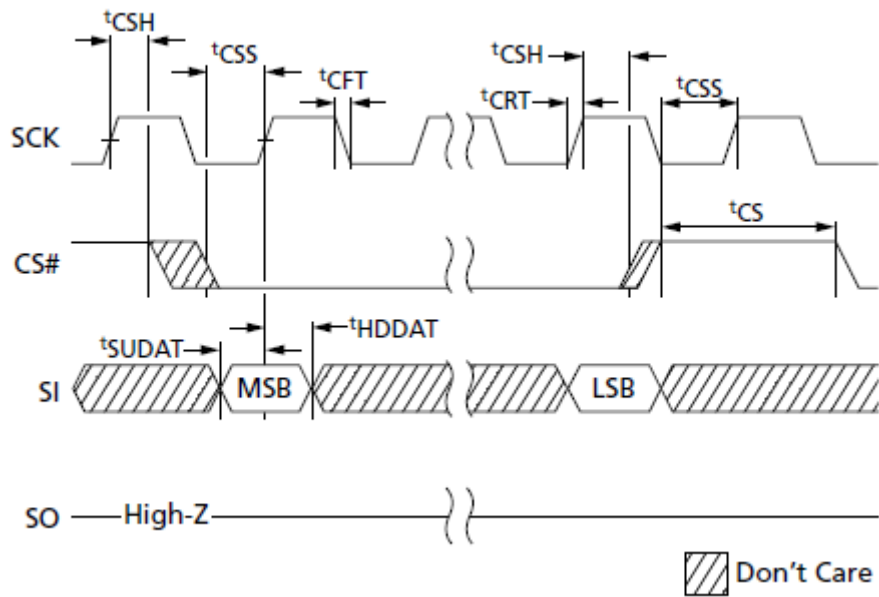 tCSH
tCSS
tCFT
tCSH
tCRT
tCSS
SCK
tCS
CS#
tSUDAT
tHDDAT
SI
MSB
LSB
SO
High-Z
Don't Care